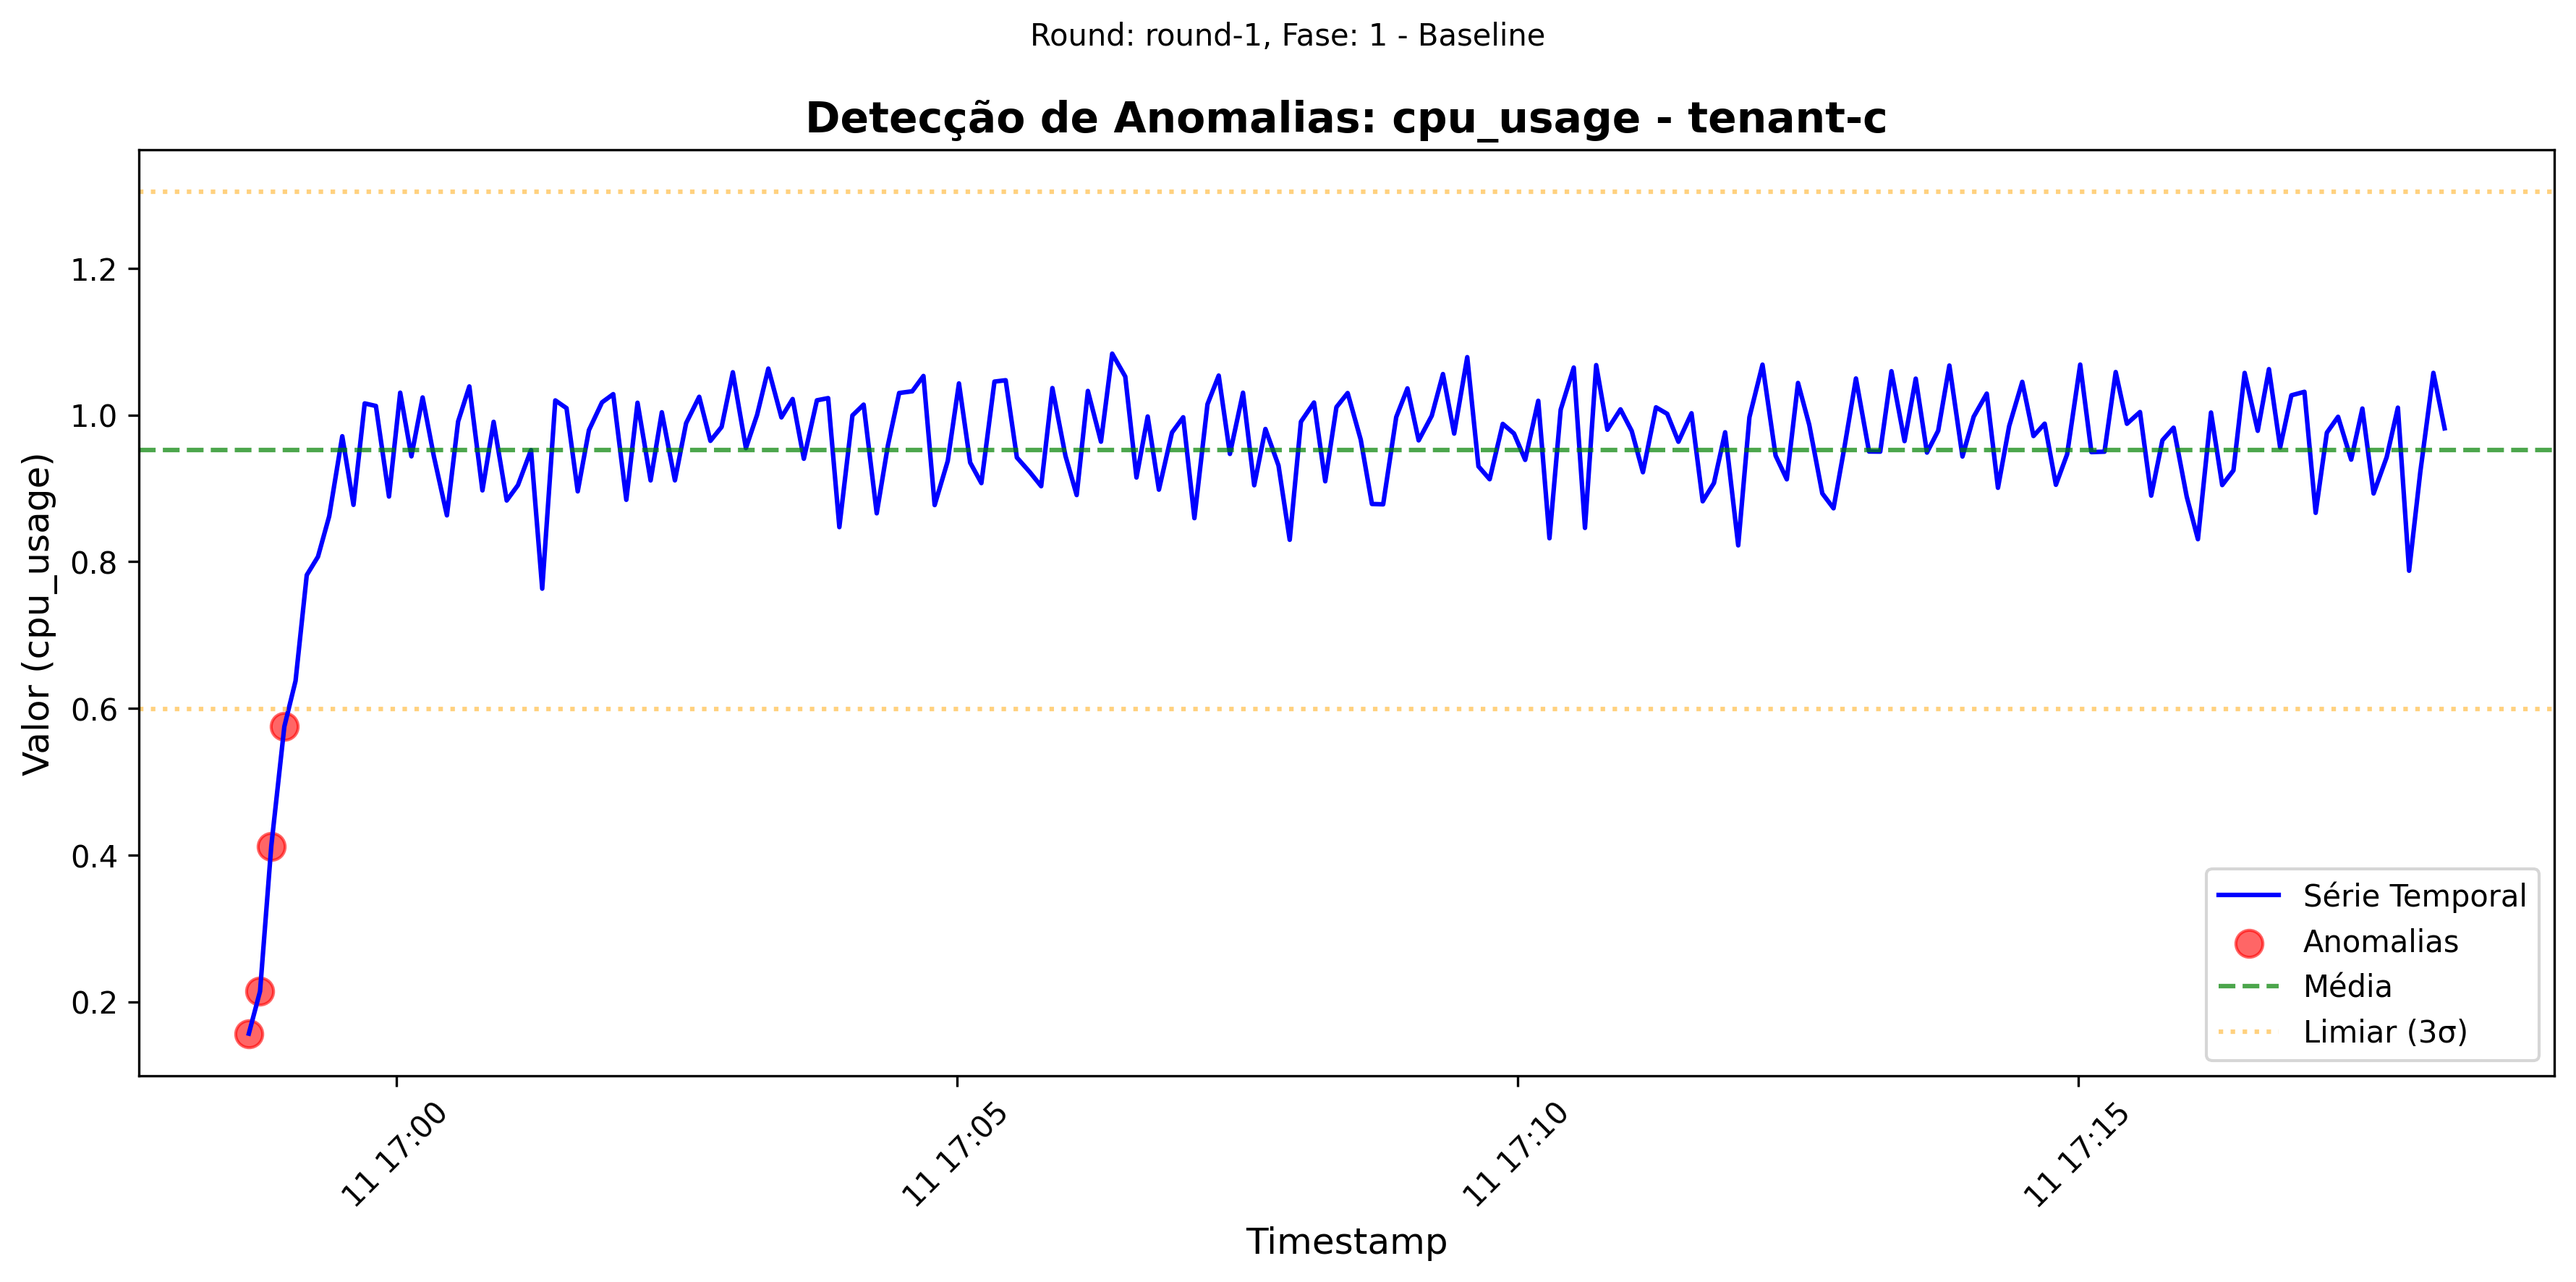 Round: round-1, Fase: 1 - Baseline
Detecção de Anomalias: cpu_usage - tenant-c
Valor (cpu_usage)
1.2
1.0
0.8
0.6
0.4
0.2
Série Temporal
Anomalias
Média
Limiar (3σ)
11 17:00
11 17:05
11 17:10
11 17:15
Timestamp